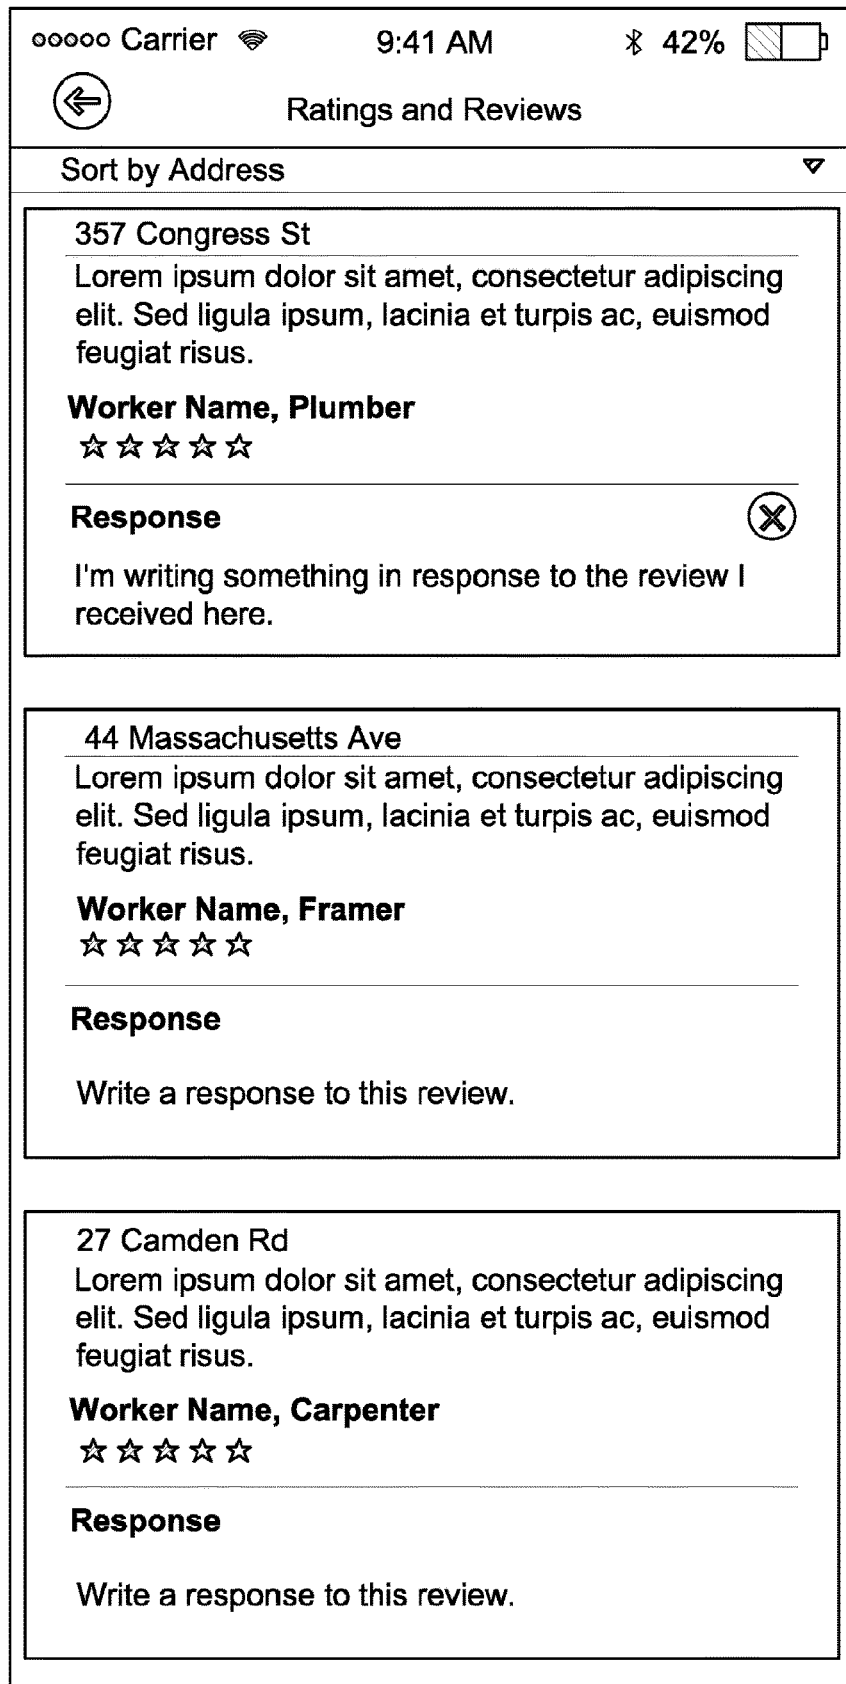 Carrier 9:41 AM 42%
Ratings and Reviews
Sort by Address
357 Congress St
Lorem ipsum dolor sit amet, consectetur adipiscing
elit. Sed ligula ipsum, lacinia et turpis ac, euismod
feugiat risus.
Worker Name, Plumber
Response
I'm writing something in response to the review I
received here.
44 Massachusetts Ave
Lorem ipsum dolor sit amet, consectetur adipiscing
elit. Sed ligula ipsum, lacinia et turpis ac, euismod
feugiat risus.
Worker Name, Framer
Response
Write a response to this review.
27 Camden Rd
Lorem ipsum dolor sit amet, consectetur adipiscing
elit. Sed ligula ipsum, lacinia et turpis ac, euismod
feugiat risus.
Worker Name, Carpenter
Response
Write a response to this review.